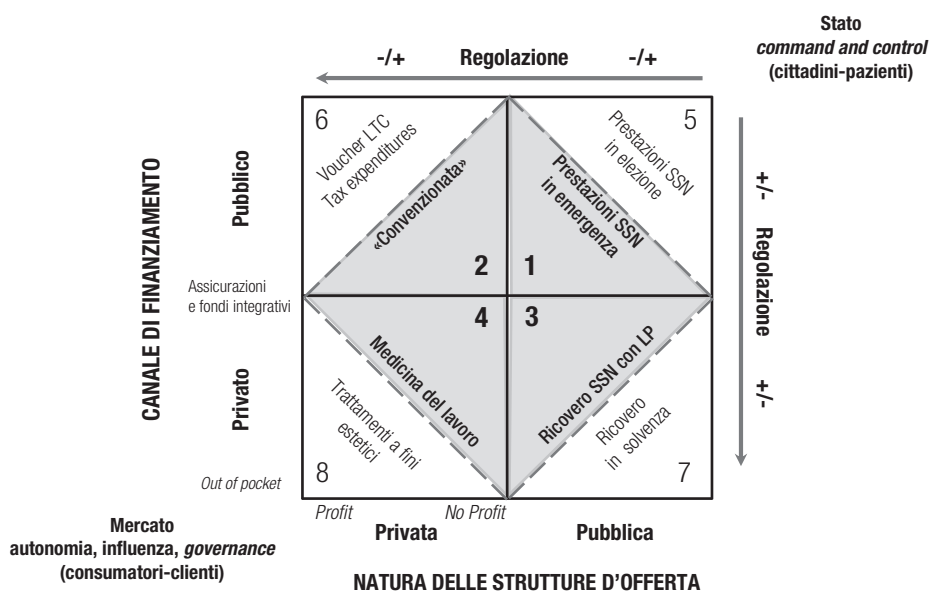 Stato
command and control
(cittadini-pazienti)
-/+ Regolazione -/+
6
Voucher LTC
Tax expenditures
«Convenzionata»
5
Prestazioni SSN
in elezione
Prestazioni SSN
in emergenza
2
1
CANALE DI FINANZIAMENTO
Pubblico
Assicurazioni
e fondi integrativi
Privato
Out of pocket
+/- Regolazione +/-
4
3
Medicina del lavoro
Trattamenti a fini
estetici
8
Ricovero SSN con LP
Ricovero
in solvenza
7
Profit
No Profit
Privata
Pubblica
Mercato
autonomia, influenza, governance
(consumatori-clienti)
NATURA DELLE STRUTTURE D'OFFERTA